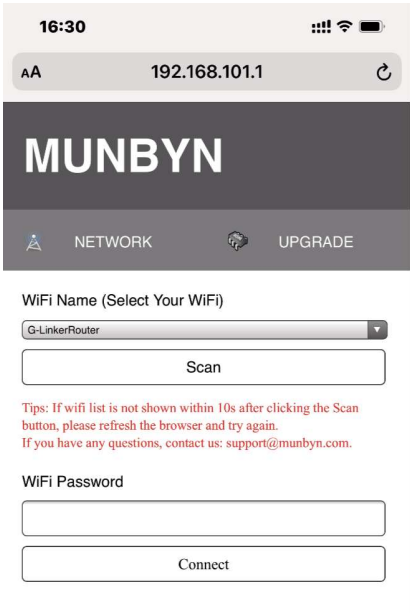 16:30
AA 192.168.101.1
MUNBYN
NETWORK UPGRADE
WiFi Name (Select Your WiFi)
G-LinkerRouter
Scan
Tips: If wifi list is not shown within 10s after clicking the Scan
button, please refresh the browser and try again.
If you have any questions, contact us: support@munbyn.com.
WiFi Password
Connect